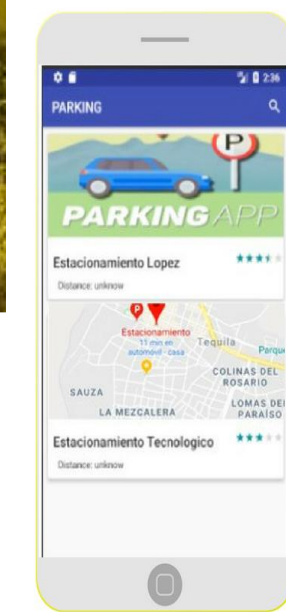 2:36
PARKING
P
PARKING APP
Estacionamiento Lopez
Distance: unknow
P
Estacionamiento
11 min en
automóvil - casa
Tequila
Parque
COLINAS DEL
ROSARIO
SAUZA
LA MEZCALERA
LOMAS DEL
PARAÍSO
Estacionamiento Tecnologico
Distance: unknow